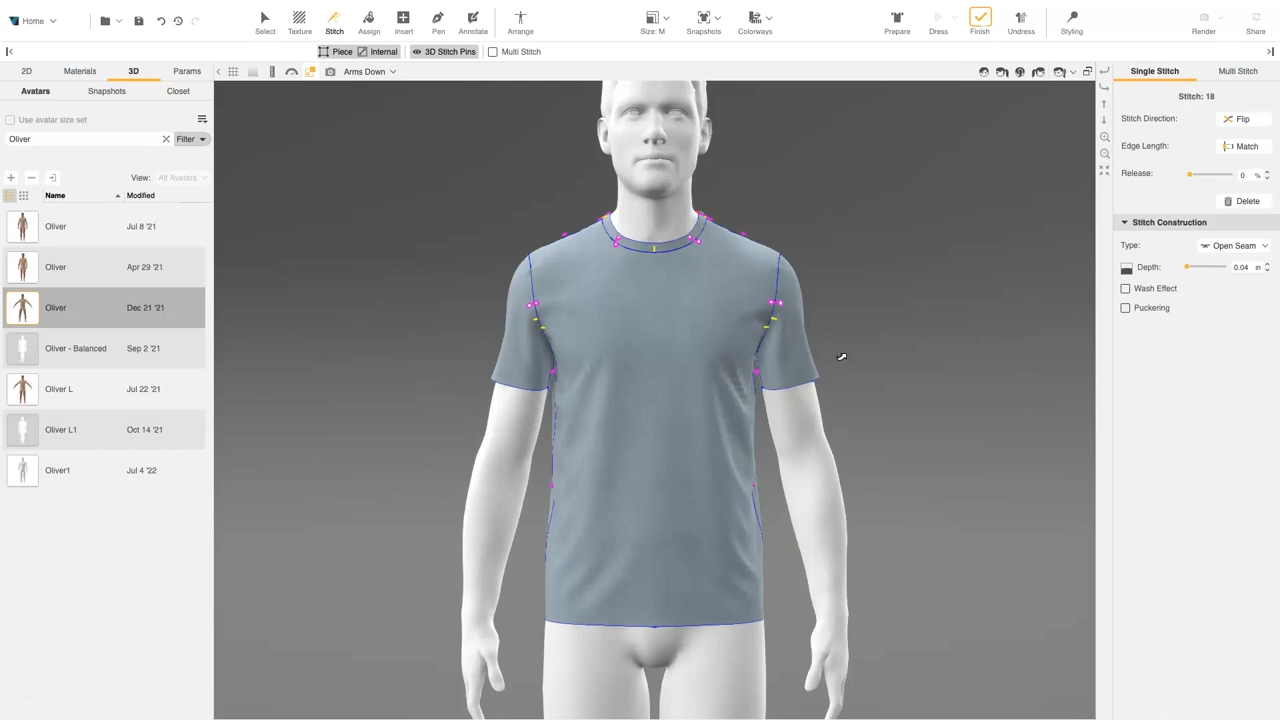 Home
Select
Texture
Stitch
Assign
Insert
Pen
Annotate
Arrange
Size: M
Snapshots
Colorways
Prepare
Dress
Finish
Undress
Styling
Render
Share
Piece
Internal
3D Stitch Pins
Multi Stitch
2D
Materials
3D
Params
Arms Down
Single Stitch
Multi Stitch
Avatars
Snapshots
Closet
Stitch: 18
Use avatar size set
Stitch Direction:
Flip
Oliver
Filter
Edge Length:
Match
Release:
0 %
View:
All Avatars
Name
Modified
Delete
Oliver
Jul 8 '21
Stitch Construction
Type:
Open Seam
Oliver
Apr 29 '21
Depth:
0.04 in
Wash Effect
Oliver
Dec 21 '21
Puckering
Oliver - Balanced
Sep 2 '21
Oliver L
Jul 22 '21
Oliver L1
Oct 14 '21
Oliver1
Jul 4 '22